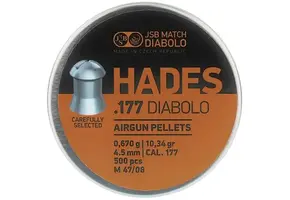 JSB MATCH
DIABOLO
MADE IN CZECH REPUBLIC
HADES
.177 DIABOLO
CAREFULLY
SELECTED
AIRGUN PELLETS
0,670 g | 10,34 gr
4.5 mm | CAL. 177
500 pcs
M 47/08